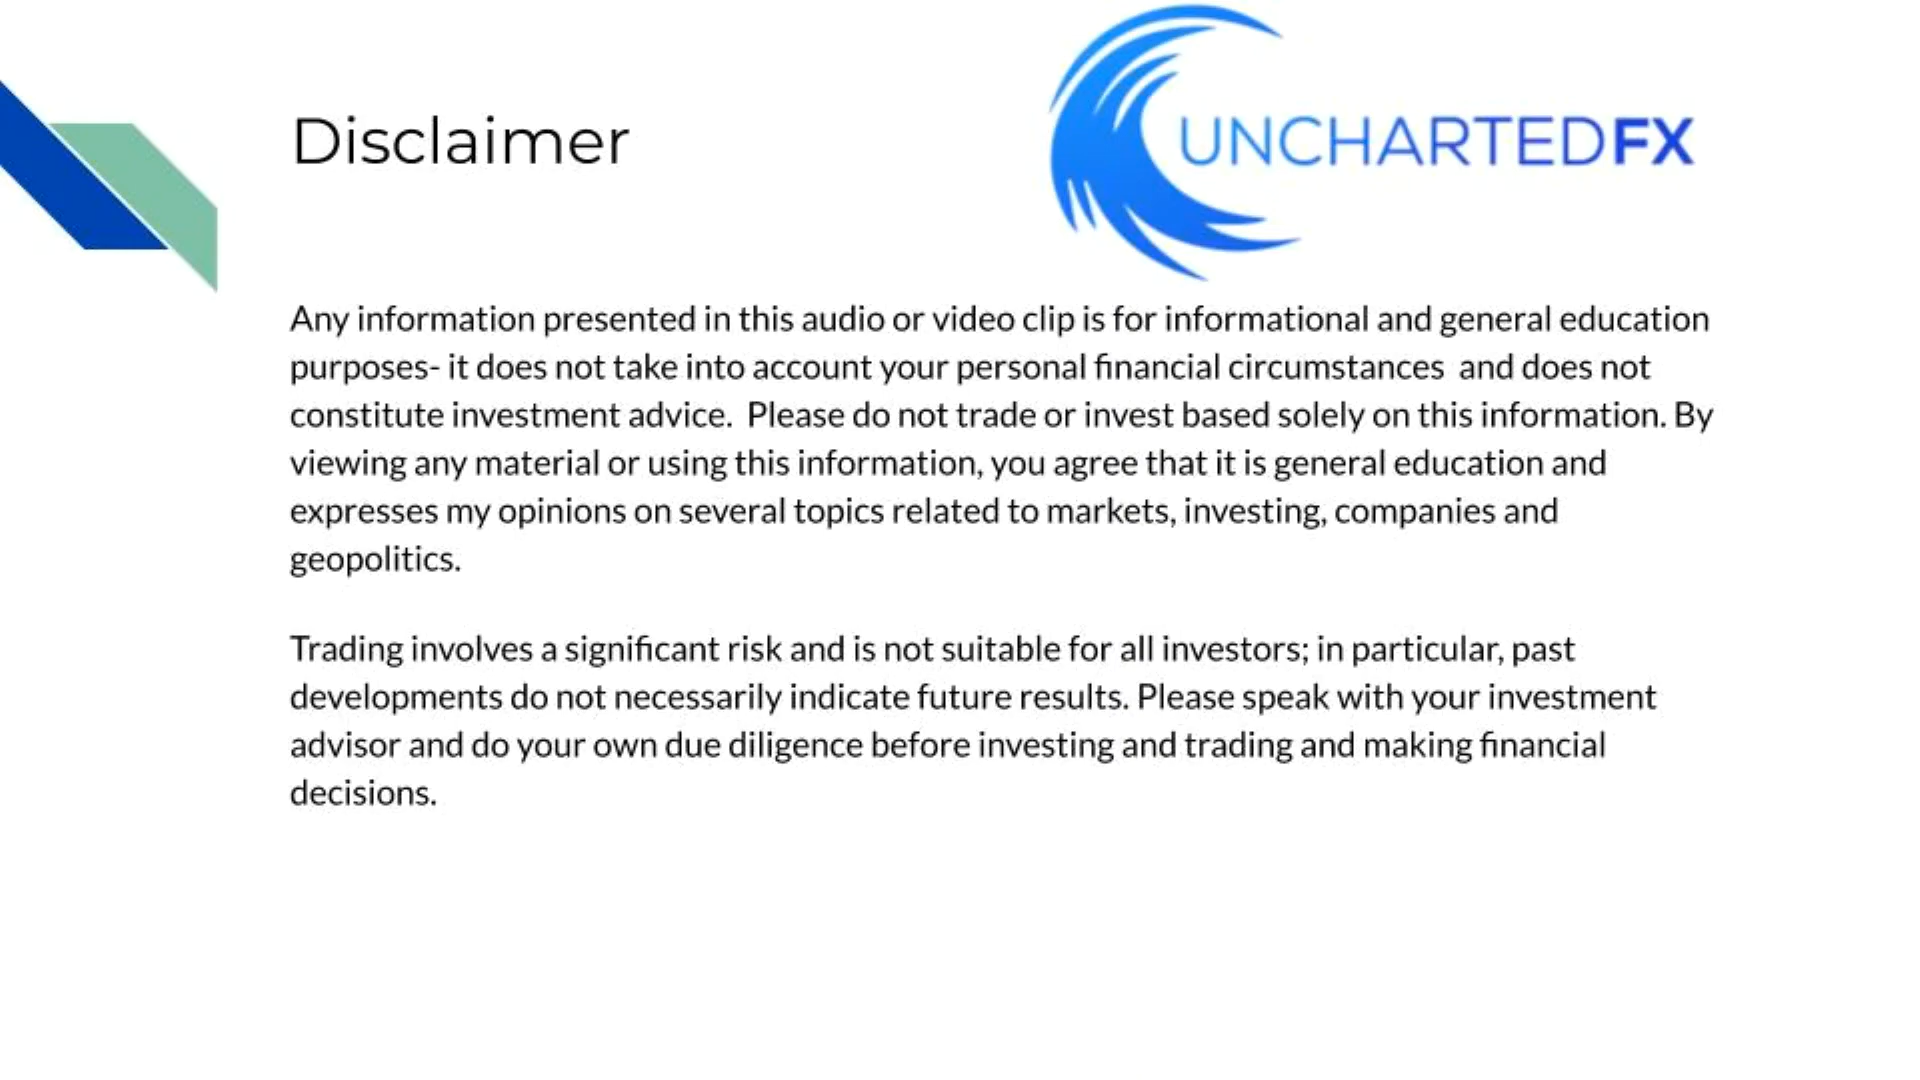 Disclaimer
UNCHARTEDFX
Any information presented in this audio or video clip is for informational and general education
purposes- it does not take into account your personal financial circumstances  and does not
constitute investment advice.  Please do not trade or invest based solely on this information. By
viewing any material or using this information, you agree that it is general education and
expresses my opinions on several topics related to markets, investing, companies and
geopolitics.
Trading involves a significant risk and is not suitable for all investors; in particular, past
developments do not necessarily indicate future results. Please speak with your investment
advisor and do your own due diligence before investing and trading and making financial
decisions.